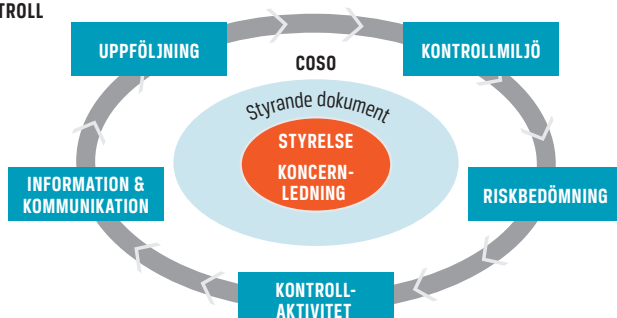 TROLL
UPPFÖLJNING
KONTROLLMILJÖ
COSO
Styrande dokument
STYRELSE
KONCERN-
LEDNING
INFORMATION &
KOMMUNIKATION
RISKBEDÖMNING
KONTROLL-
AKTIVITET